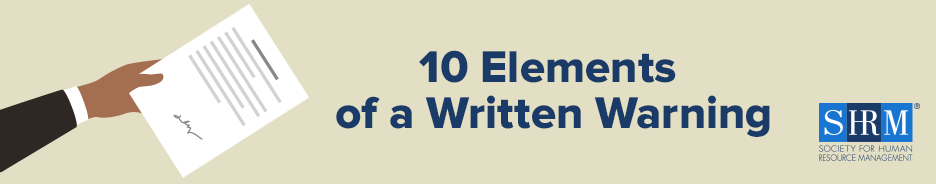 10 Elements
of a Written Warning
SHRM®
SOCIETY FOR HUMAN
RESOURCE MANAGEMENT